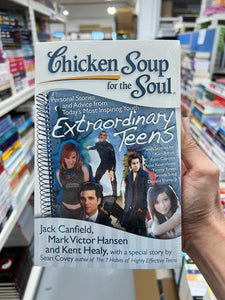 Chicken Soup
for the Soul
Personal Stories
and Advice from
Today's Most Inspiring Youth
Extraordinary
Teens
Jack Canfield,
Mark Victor Hansen
and Kent Healy, with a special story by
Sean Covey author of The 7 Habits of Highly Effective Teens